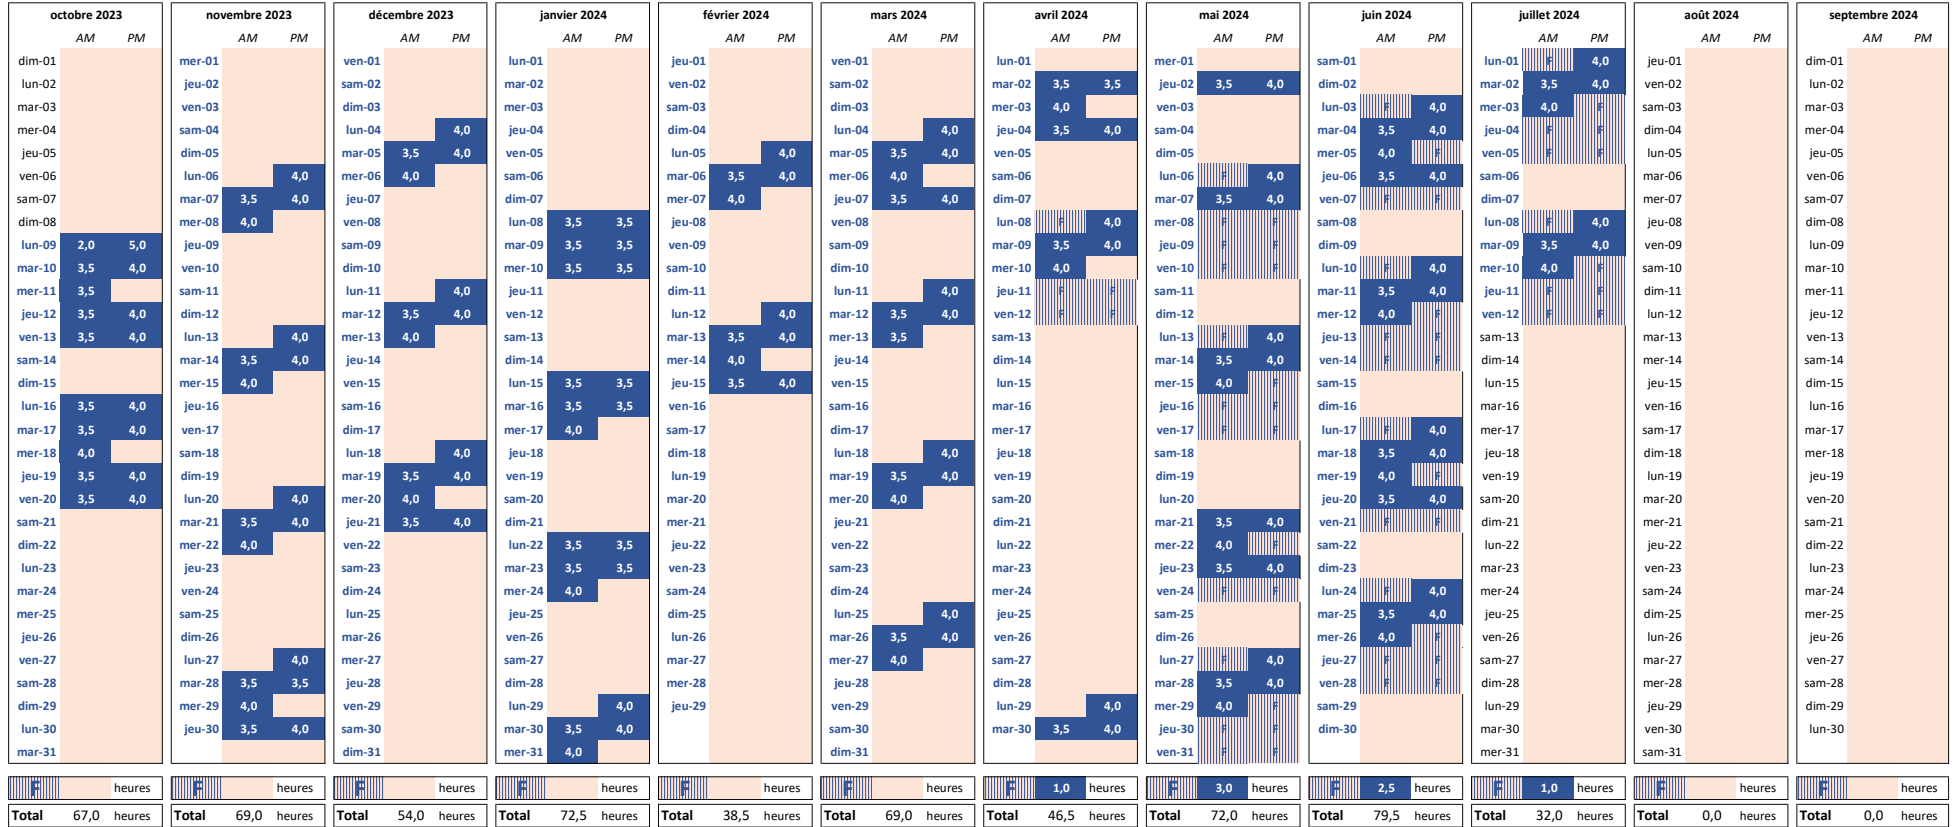 octobre 2023 novembre 2023 décembre 2023 janvier 2024 février 2024 mars 2024 avril 2024 mai 2024 juin 2024 juillet 2024 août 2024 septembre 2024
AM PM AM PM AM PM AM PM AM PM AM PM AM PM AM PM AM PM AM PM AM PM AM PM
dim-01 mer-01 ven-01 lun-01 jeu-01 ven-01 lun-01 mer-01 sam-01 lun-01 F 4,0 jeu-01 dim-01
lun-02 jeu-02 sam-02 mar-02 ven-02 sam-02 mar-02 3,5 3,5 jeu-02 3,5 4,0 dim-02 mar-02 3,5 4,0 ven-02 lun-02
mar-03 ven-03 dim-03 mer-03 sam-03 dim-03 mer-03 4,0 ven-03 lun-03 F 4,0 mer-03 4,0 F sam-03 mar-03
mer-04 sam-04 lun-04 4,0 jeu-04 dim-04 lun-04 4,0 jeu-04 3,5 4,0 sam-04 mar-04 3,5 4,0 jeu-04 F F dim-04 mer-04
jeu-05 dim-05 mar-05 3,5 4,0 ven-05 lun-05 4,0 mar-05 3,5 4,0 ven-05 dim-05 mer-05 4,0 F ven-05 F F lun-05 jeu-05
ven-06 lun-06 4,0 mer-06 4,0 sam-06 mar-06 3,5 4,0 mer-06 4,0 sam-06 lun-06 F 4,0 jeu-06 3,5 4,0 sam-06 mar-06 ven-06
sam-07 mar-07 3,5 4,0 jeu-07 dim-07 mer-07 4,0 jeu-07 3,5 4,0 dim-07 mar-07 3,5 4,0 ven-07 F F dim-07 mer-07 sam-07
dim-08 mer-08 4,0 ven-08 lun-08 3,5 3,5 jeu-08 ven-08 lun-08 F 4,0 mer-08 F F sam-08 lun-08 F 4,0 jeu-08 dim-08
lun-09 2,0 5,0 jeu-09 sam-09 mar-09 3,5 3,5 ven-09 sam-09 mar-09 3,5 4,0 jeu-09 F F dim-09 mar-09 3,5 4,0 ven-09 lun-09
mar-10 3,5 4,0 ven-10 dim-10 mer-10 3,5 3,5 sam-10 dim-10 mer-10 4,0 ven-10 F F lun-10 F 4,0 mer-10 4,0 F sam-10 mar-10
mer-11 3,5 sam-11 lun-11 4,0 jeu-11 dim-11 lun-11 4,0 jeu-11 F F sam-11 mar-11 3,5 4,0 jeu-11 F F dim-11 mer-11
jeu-12 3,5 4,0 dim-12 mar-12 3,5 4,0 ven-12 lun-12 4,0 mar-12 3,5 4,0 ven-12 F F dim-12 mer-12 4,0 F ven-12 F F lun-12 jeu-12
ven-13 3,5 4,0 lun-13 4,0 mer-13 4,0 sam-13 mar-13 3,5 4,0 mer-13 3,5 sam-13 lun-13 F 4,0 jeu-13 F F sam-13 mar-13 ven-13
sam-14 mar-14 3,5 4,0 jeu-14 dim-14 mer-14 4,0 jeu-14 dim-14 mar-14 3,5 4,0 ven-14 F F dim-14 mer-14 sam-14
dim-15 mer-15 4,0 ven-15 lun-15 3,5 3,5 jeu-15 3,5 4,0 ven-15 lun-15 mer-15 4,0 F sam-15 lun-15 jeu-15 dim-15
lun-16 3,5 4,0 jeu-16 sam-16 mar-16 3,5 3,5 ven-16 sam-16 mar-16 jeu-16 F F dim-16 mar-16 ven-16 lun-16
mar-17 3,5 4,0 ven-17 dim-17 mer-17 4,0 sam-17 dim-17 mer-17 ven-17 F F lun-17 F 4,0 mer-17 sam-17 mar-17
mer-18 4,0 sam-18 lun-18 4,0 jeu-18 dim-18 lun-18 4,0 jeu-18 sam-18 mar-18 3,5 4,0 jeu-18 dim-18 mer-18
jeu-19 3,5 4,0 dim-19 mar-19 3,5 4,0 ven-19 lun-19 mar-19 3,5 4,0 ven-19 dim-19 mer-19 4,0 F ven-19 lun-19 jeu-19
ven-20 3,5 4,0 lun-20 4,0 mer-20 4,0 sam-20 mar-20 mer-20 4,0 sam-20 lun-20 jeu-20 3,5 4,0 sam-20 mar-20 ven-20
sam-21 mar-21 3,5 4,0 jeu-21 3,5 4,0 dim-21 mer-21 jeu-21 dim-21 mar-21 3,5 4,0 ven-21 F F dim-21 mer-21 sam-21
dim-22 mer-22 4,0 ven-22 lun-22 3,5 3,5 jeu-22 ven-22 lun-22 mer-22 4,0 F sam-22 lun-22 jeu-22 dim-22
lun-23 jeu-23 sam-23 mar-23 3,5 3,5 ven-23 sam-23 mar-23 jeu-23 3,5 4,0 dim-23 mar-23 ven-23 lun-23
mar-24 ven-24 dim-24 mer-24 4,0 sam-24 dim-24 mer-24 ven-24 F F lun-24 F 4,0 mer-24 sam-24 mar-24
mer-25 sam-25 lun-25 jeu-25 dim-25 lun-25 4,0 jeu-25 sam-25 mar-25 3,5 4,0 jeu-25 dim-25 mer-25
jeu-26 dim-26 mar-26 ven-26 lun-26 mar-26 3,5 4,0 ven-26 dim-26 mer-26 4,0 F ven-26 lun-26 jeu-26
ven-27 lun-27 4,0 mer-27 sam-27 mar-27 mer-27 4,0 sam-27 lun-27 F 4,0 jeu-27 F F sam-27 mar-27 ven-27
sam-28 mar-28 3,5 3,5 jeu-28 dim-28 mer-28 jeu-28 dim-28 mar-28 3,5 4,0 ven-28 F F dim-28 mer-28 sam-28
dim-29 mer-29 4,0 ven-29 lun-29 4,0 jeu-29 ven-29 lun-29 4,0 mer-29 4,0 F sam-29 lun-29 jeu-29 dim-29
lun-30 jeu-30 3,5 4,0 sam-30 mar-30 3,5 4,0 sam-30 mar-30 3,5 4,0 jeu-30 F F dim-30 mar-30 ven-30 lun-30
mar-31 dim-31 mer-31 4,0 dim-31 ven-31 F F mer-31 sam-31
F heures F heures F heures F heures F heures F heures F 1,0 heures F 3,0 heures F 2,5 heures F 1,0 heures F heures F heures
Total 67,0 heures Total 69,0 heures Total 54,0 heures Total 72,5 heures Total 38,5 heures Total 69,0 heures Total 46,5 heures Total 72,0 heures Total 79,5 heures Total 32,0 heures Total 0,0 heures Total 0,0 heures